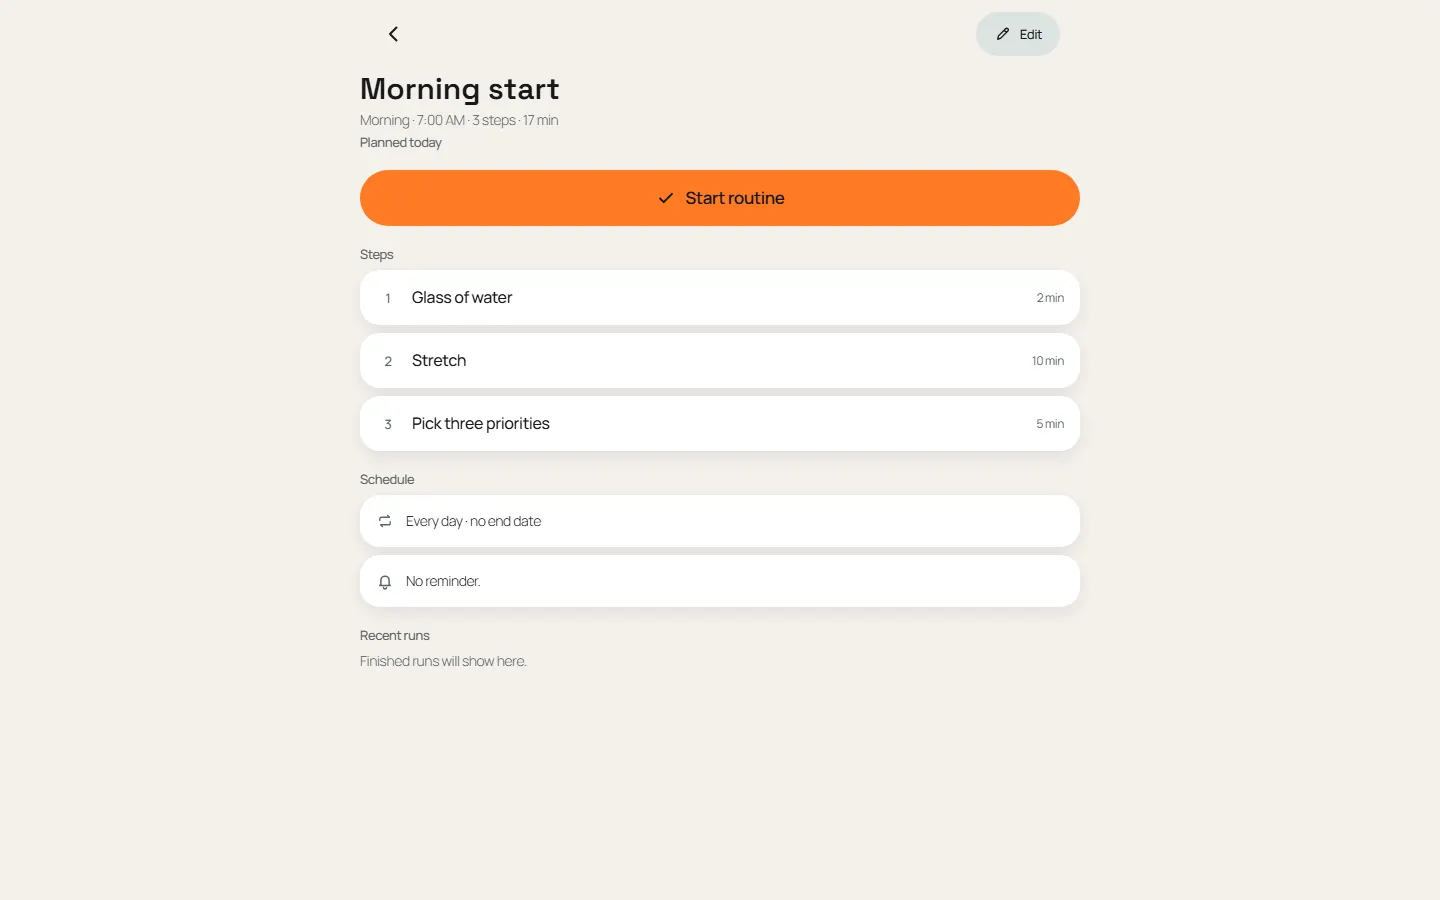 Edit
Morning start
Morning · 7:00 AM · 3 steps · 17 min
Planned today
Start routine
Steps
1 Glass of water 2 min
2 Stretch 10 min
3 Pick three priorities 5 min
Schedule
Every day · no end date
No reminder.
Recent runs
Finished runs will show here.